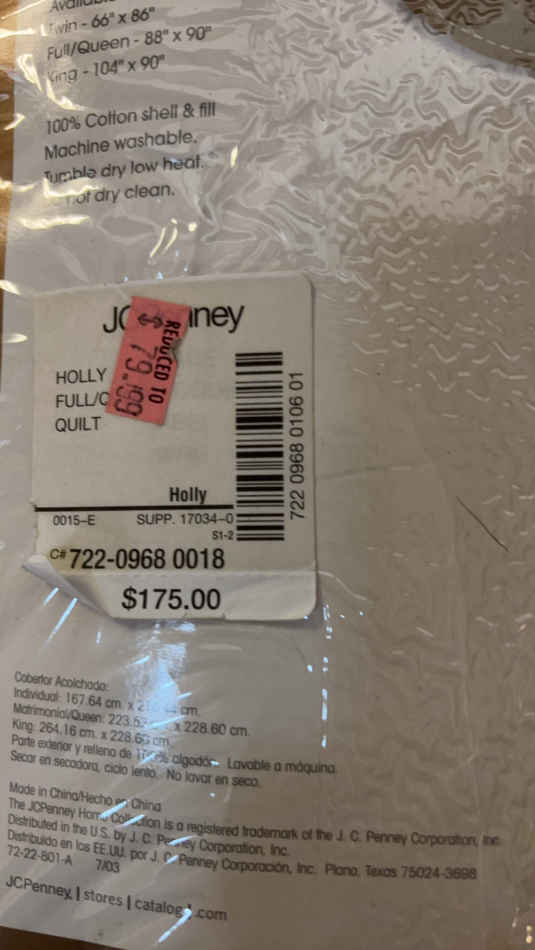 Twin - 66" x 86"
Full/Queen - 88" x 90"
King - 104" x 90"
100% Cotton shell & fill
Machine washable.
Tumble dry low heat.
not dry clean.
JC nney
REDUCED TO
79.99
HOLLY
FULL/
QUILT
722 0968 0106 01
Holly
0015-E SUPP. 17034-0
S1-2
C# 722-0968 0018
$175.00
Cobertor Acolchado:
Individual: 167.64 cm. x cm.
Matrimonial/Queen: 223.52 x 228.60 cm.
King: 264.16 cm. x 228.60 cm.
Parte exterior y relleno de algodón. Lavable a máquina.
Secar en secadora, ciclo lento. No lavar en seco.
Made in China/Hecho en China
The JCPenney Home Collection is a registered trademark of the J. C. Penney Corporation, Inc.
Distributed in the U.S. by J. C. Penney Corporation, Inc.
Distribuido en los EE.UU. por J. C. Penney Corporación, Inc. Plano, Texas 75024-3698
72-22-801-A 7/03
JCPenney | stores | catalog | .com